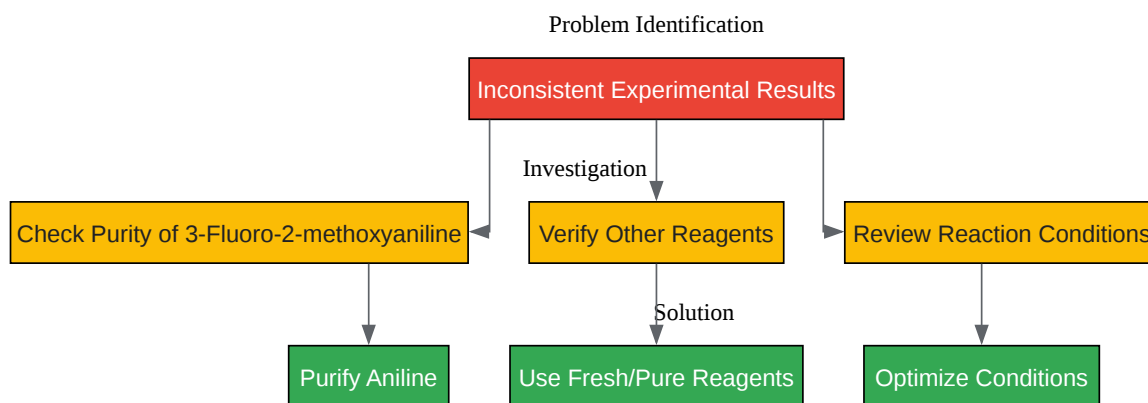 Problem Identification
Inconsistent Experimental Results
Investigation
Check Purity of 3-Fluoro-2-methoxyaniline
Verify Other Reagents
Review Reaction Conditions
Solution
Purify Aniline
Use Fresh/Pure Reagents
Optimize Conditions